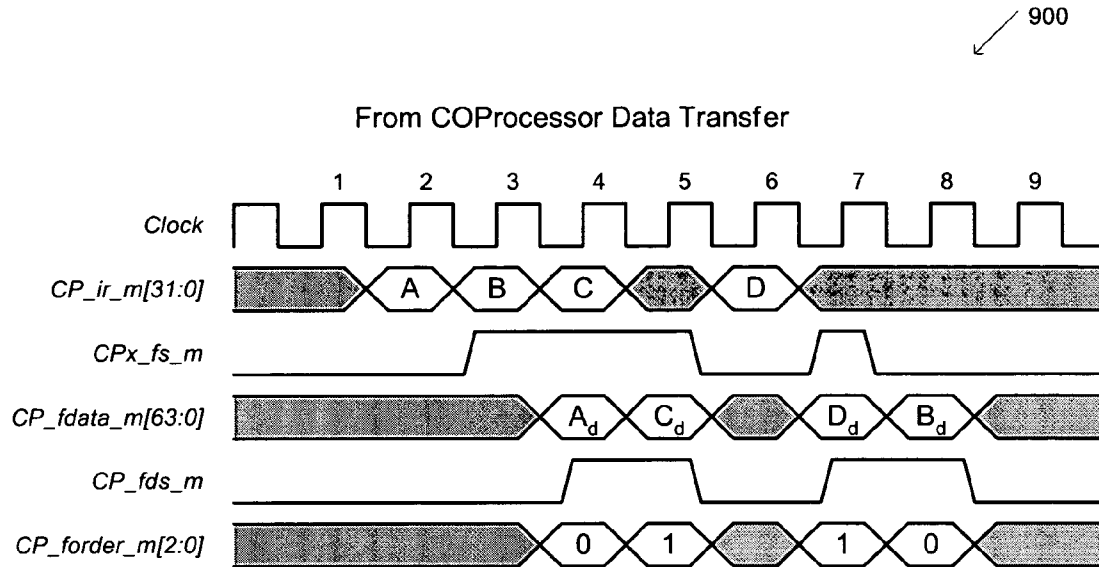 900
From COProcessor Data Transfer
1 2 3 4 5 6 7 8 9
Clock
CP_ir_m[31:0] A B C D
CPx_fs_m
CP_fdata_m[63:0] Ad Cd Dd Bd
CP_fds_m
CP_forder_m[2:0] 0 1 1 0